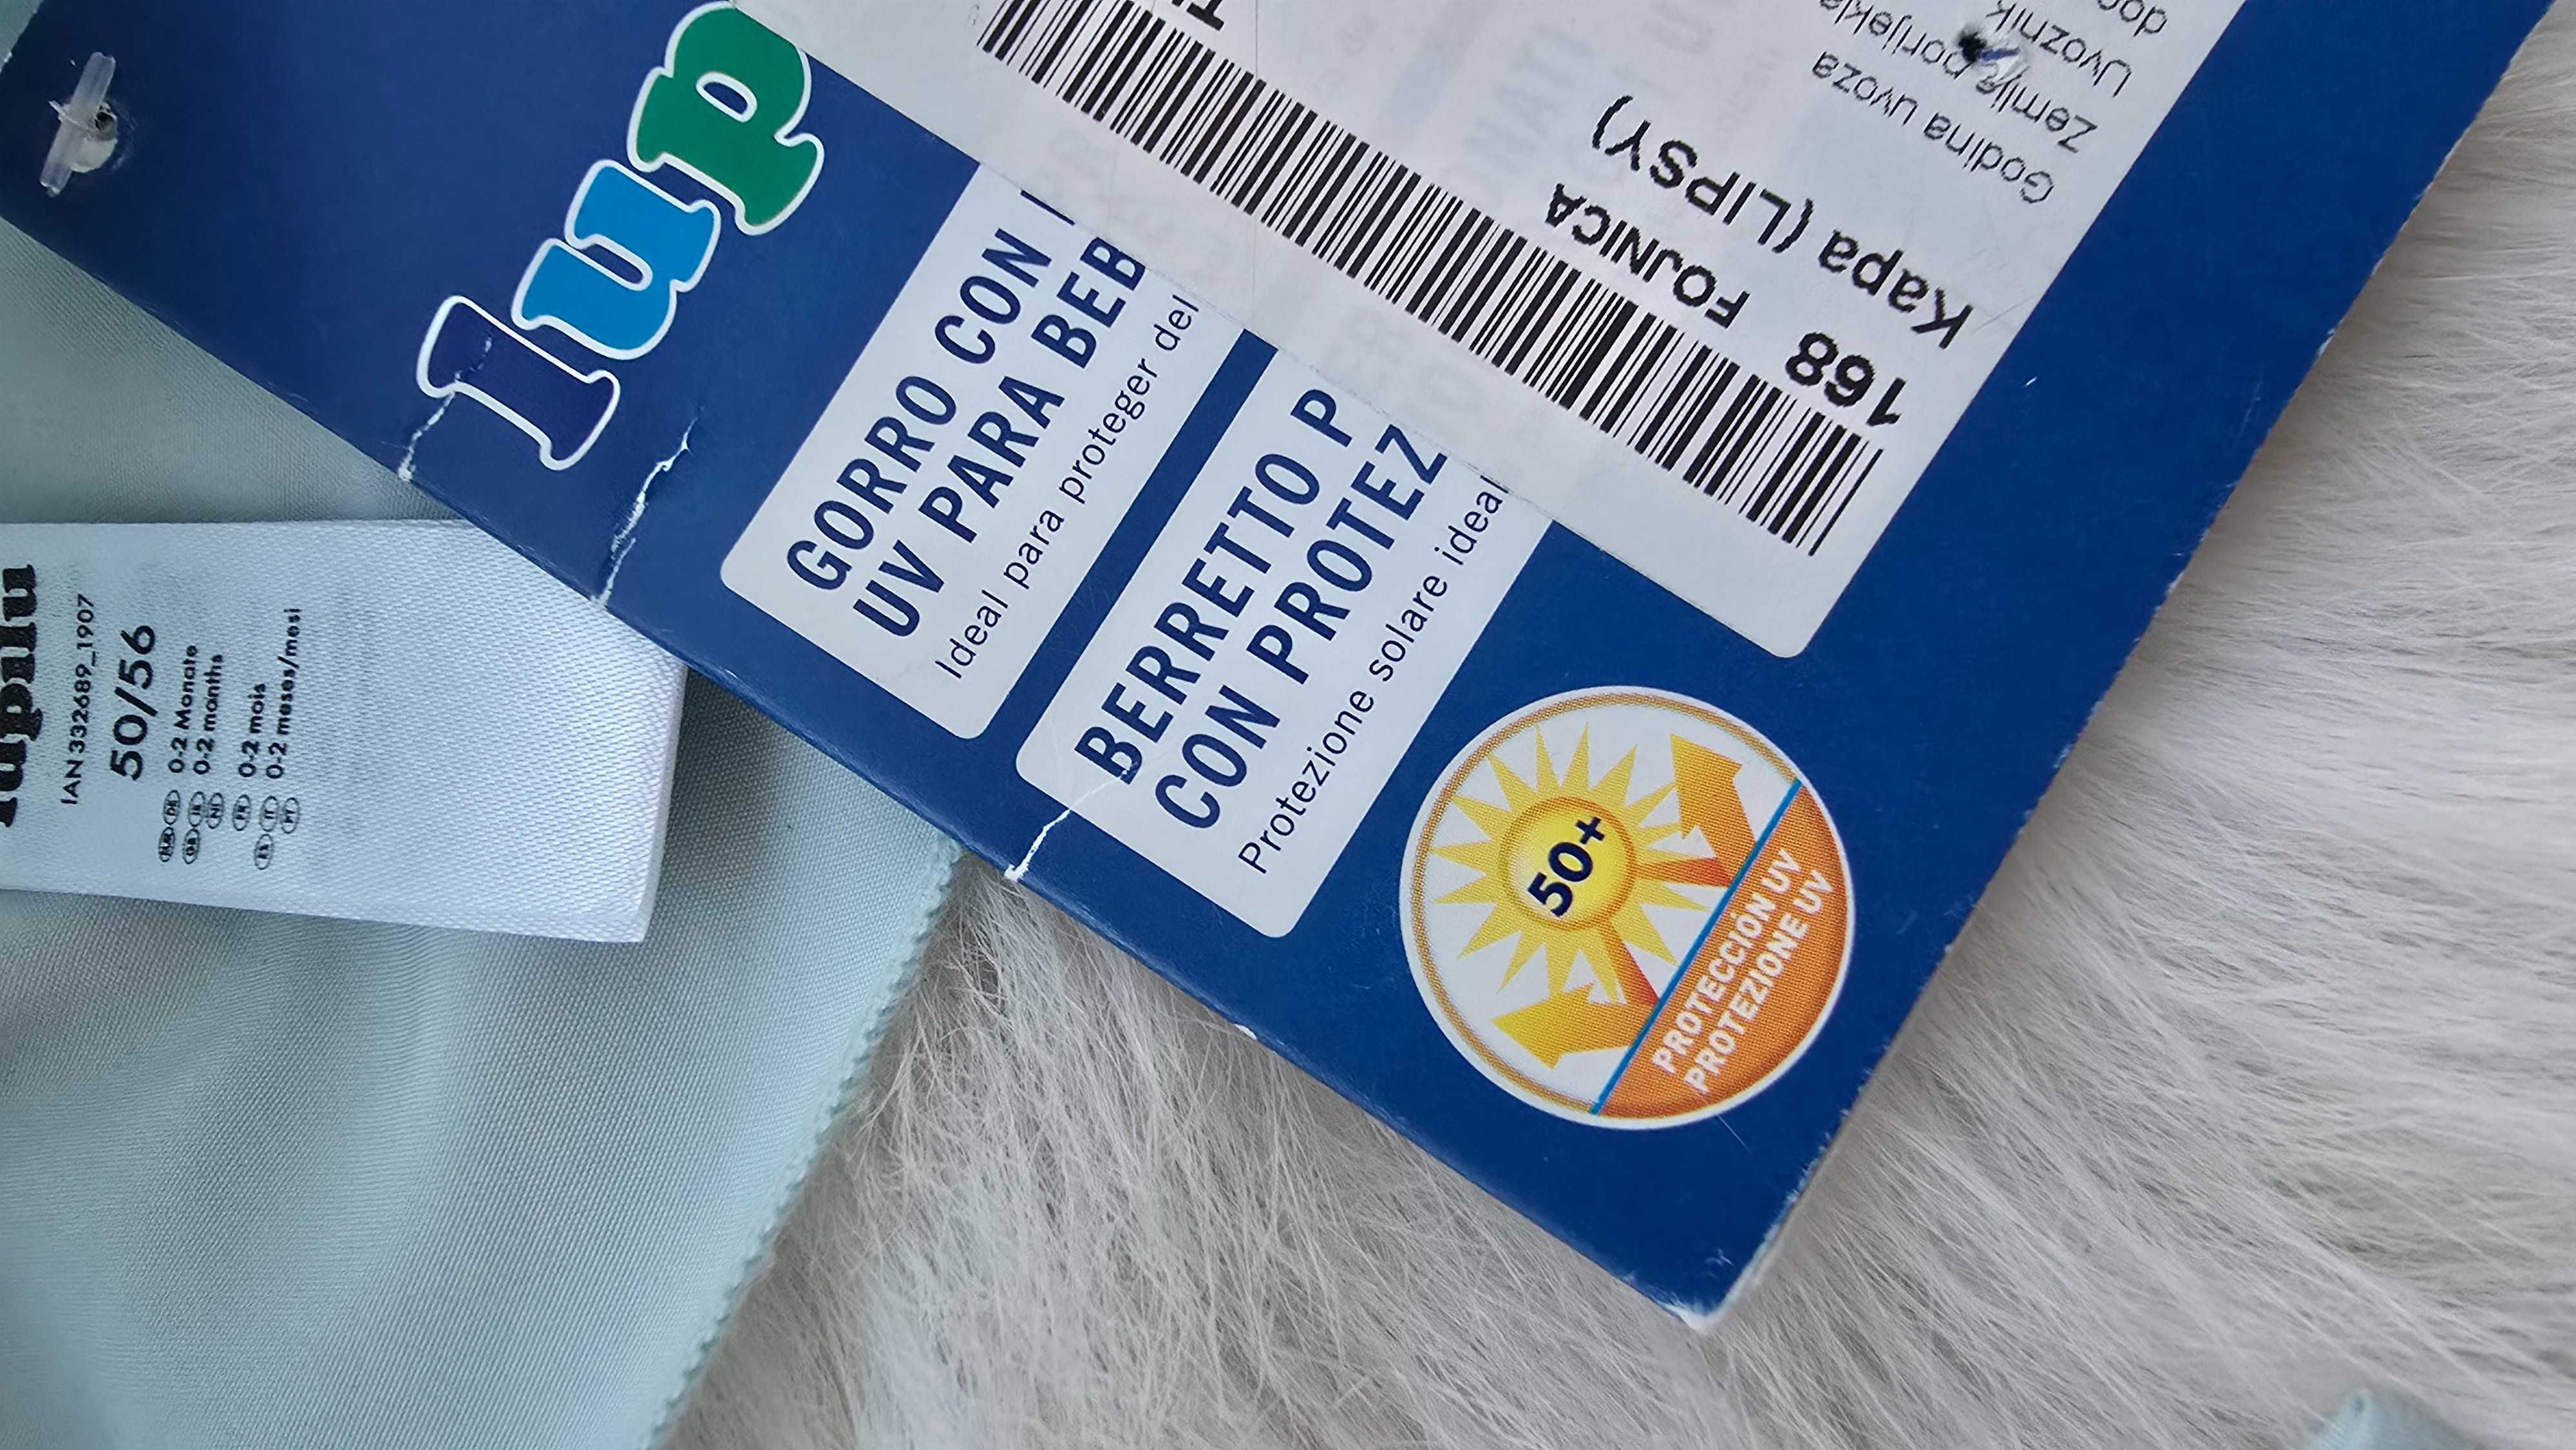 lup
GORRO CON
UV PARA BEB
Ideal para proteger del
BERRETTO P
CON PROTEZ
Protezione solare ideal
50+
PROTECCIÓN UV
PROTEZIONE UV
168 FOJNICA
Kapa (LIPSY)
Godina uvoza
Zemlja porijekla
Uvoznik
lupilu
IAN 332689_1907
50/56
0-2 Monate
0-2 months
0-2 mois
0-2 meses/mesi